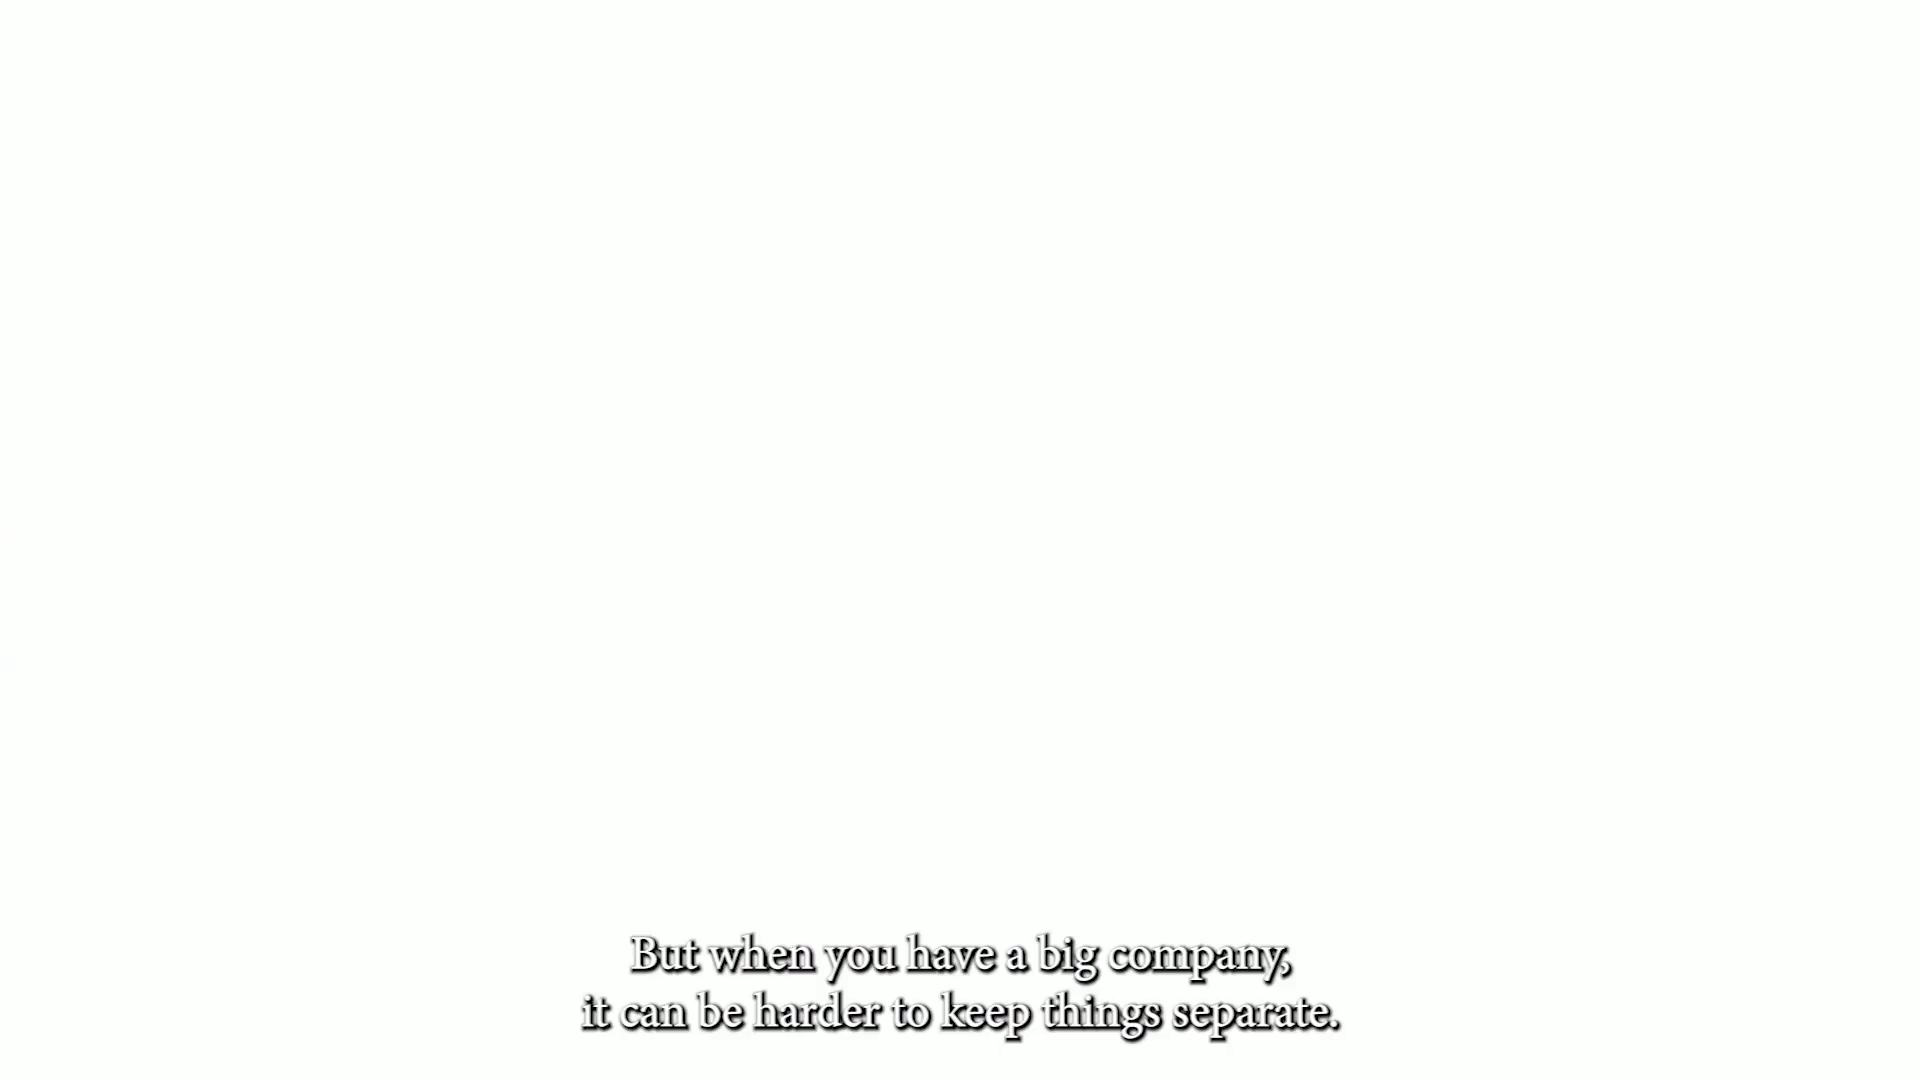 But when you have a big company,
it can be harder to keep things separate.